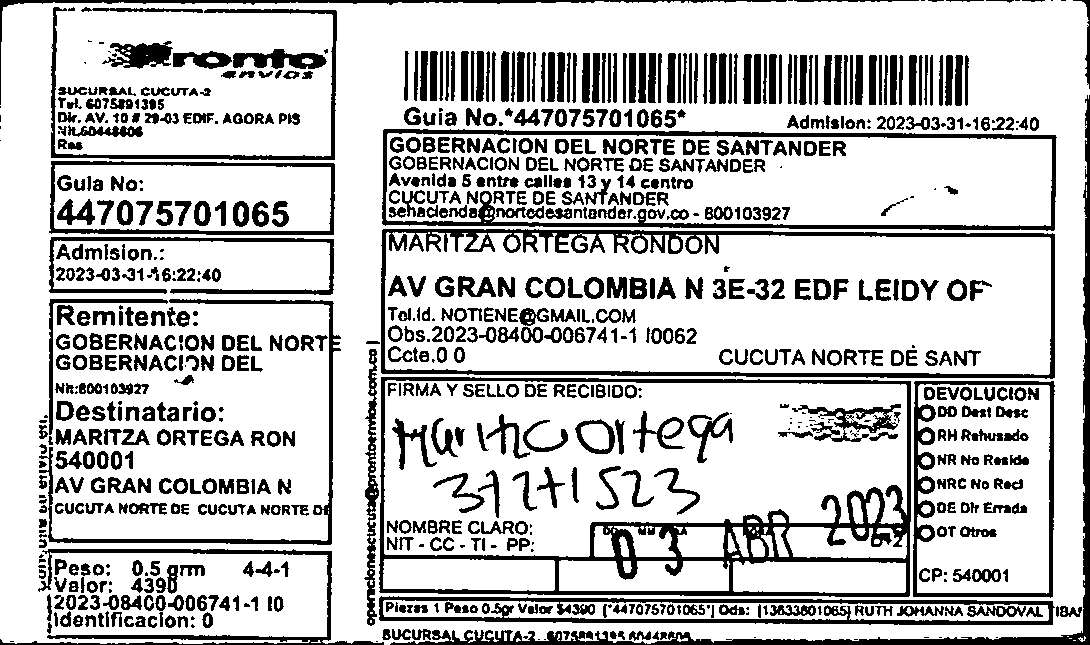 Pronto
envios
SUCURSAL CUCUTA-2
Tel. 6075891395
Dir. AV. 10 # 29-03 EDIF. AGORA PIS
Nit.60448606
Res
Guia No:
447075701065
Admision.:
2023-03-31-16:22:40
Remitente:
GOBERNACION DEL NORTE
GOBERNACION DEL
Nit:800103927
Destinatario:
MARITZA ORTEGA RON
540001
AV GRAN COLOMBIA N
CUCUTA NORTE DE CUCUTA NORTE DE
Peso: 0.5 grm 4-4-1
Valor: 4390
2023-08400-006741-1 I0
Identificacion: 0
Guia No.*447075701065*
Admision: 2023-03-31-16:22:40
GOBERNACION DEL NORTE DE SANTANDER
GOBERNACION DEL NORTE DE SANTANDER
Avenida 5 entre calles 13 y 14 centro
CUCUTA NORTE DE SANTANDER
sehacienda@nortedesantander.gov.co - 800103927
MARITZA ORTEGA RONDON
AV GRAN COLOMBIA N 3E-32 EDF LEIDY OF
Tel.Id. NOTIENE@GMAIL.COM
Obs.2023-08400-006741-1 I0062
Ccte.0 0 CUCUTA NORTE DE SANT
operacionescucuta@prontoenvios.com.co
FIRMA Y SELLO DE RECIBIDO:
Maritza Ortega
37271523
NOMBRE CLARO:
NIT - CC - TI - PP:
03 ABR 2023
DEVOLUCION
DD Dest Desc
RH Rehusado
NR No Reside
NRC No Recl
DE Dir Errada
OT Otros
CP: 540001
Piezas 1 Peso 0.5gr Valor $4390 ["447075701065"] Ods: [13633601065] RUTH JOHANNA SANDOVAL TIBA
SUCURSAL CUCUTA-2 6075891395 60448606